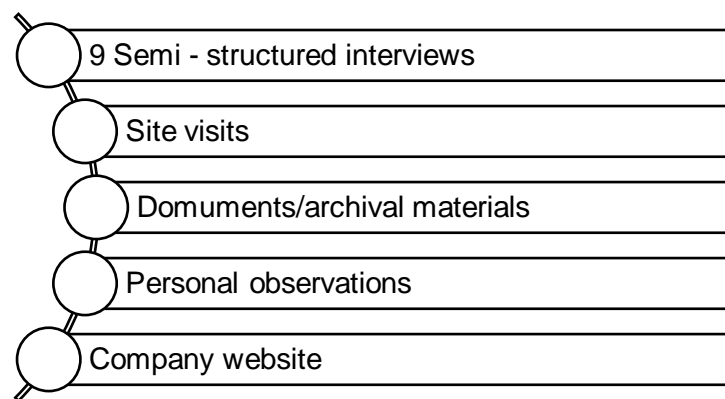 9 Semi - structured interviews
Site visits
Domuments/archival materials
Personal observations
Company website